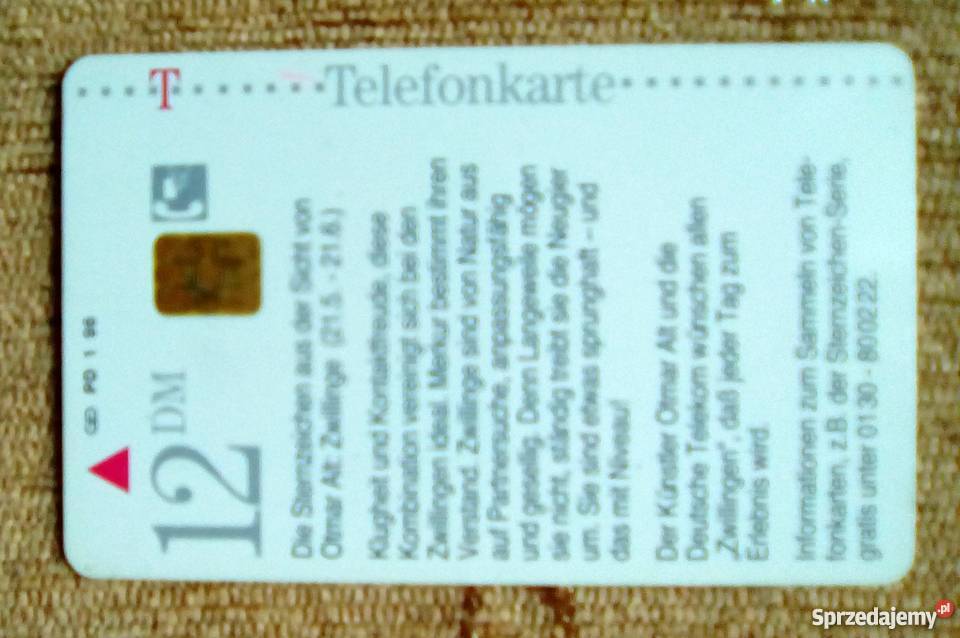 T Telefonkarte
PD 1 96
12 DM
Die Sternzeichen aus der Sicht von
Otmar Alt: Zwillinge (21.5. - 21.6.)
Klugheit und Kontaktfreude, diese
Kombination vereinigt sich bei den
Zwillingen ideal. Merkur bestimmt ihren
Verstand. Zwillinge sind von Natur aus
auf Partnersuche, anpassungsfähig
und gesellig. Denn Langeweile mögen
sie nicht, ständig treibt sie die Neugier
um. Sie sind etwas sprunghaft – und
das mit Niveau!
Der Künstler Otmar Alt und die
Deutsche Telekom wünschen allen
„Zwillingen“, daß jeder Tag zum
Erlebnis wird.
Informationen zum Sammeln von Tele-
fonkarten, z.B. der Sternzeichen-Serie,
gratis unter 0130 - 800222.
Sprzedajemy.pl